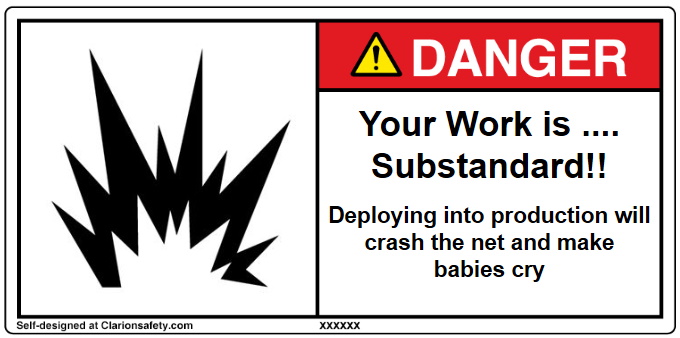 DANGER
Your Work is ....
Substandard!!
Deploying into production will
crash the net and make
babies cry
Self-designed at Clarionsafety.com
XXXXXX